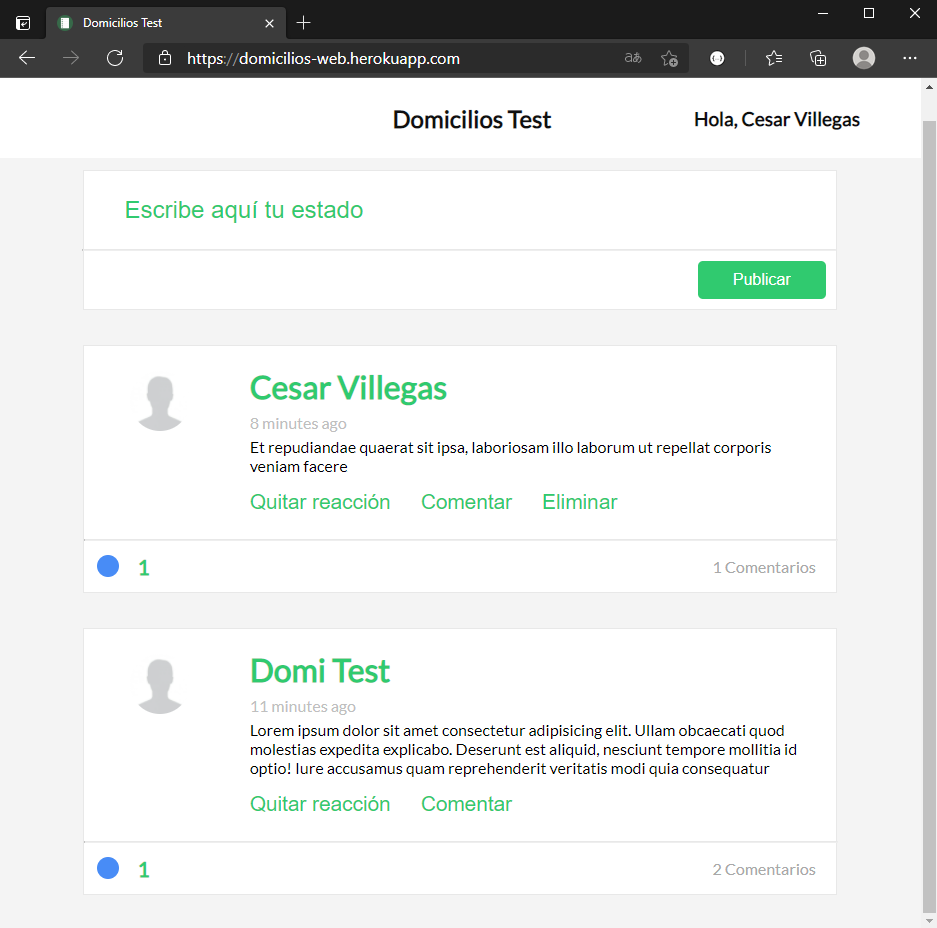 Domicilios Test
https://domicilios-web.herokuapp.com
aあ
Domicilios Test
Hola, Cesar Villegas
Escribe aquí tu estado
Publicar
Cesar Villegas
8 minutes ago
Et repudiandae quaerat sit ipsa, laboriosam illo laborum ut repellat corporis
veniam facere
Quitar reacción Comentar Eliminar
1 1 Comentarios
Domi Test
11 minutes ago
Lorem ipsum dolor sit amet consectetur adipisicing elit. Ullam obcaecati quod
molestias expedita explicabo. Deserunt est aliquid, nesciunt tempore mollitia id
optio! Iure accusamus quam reprehenderit veritatis modi quia consequatur
Quitar reacción Comentar
1 2 Comentarios